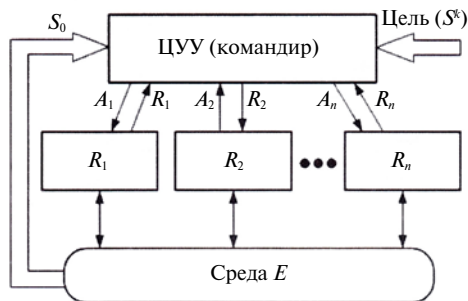 S₀
ЦУУ (командир)
Цель (Sᵏ)
A₁ R₁ A₂ R₂ Aₙ Rₙ
R₁ R₂ ••• Rₙ
Среда E